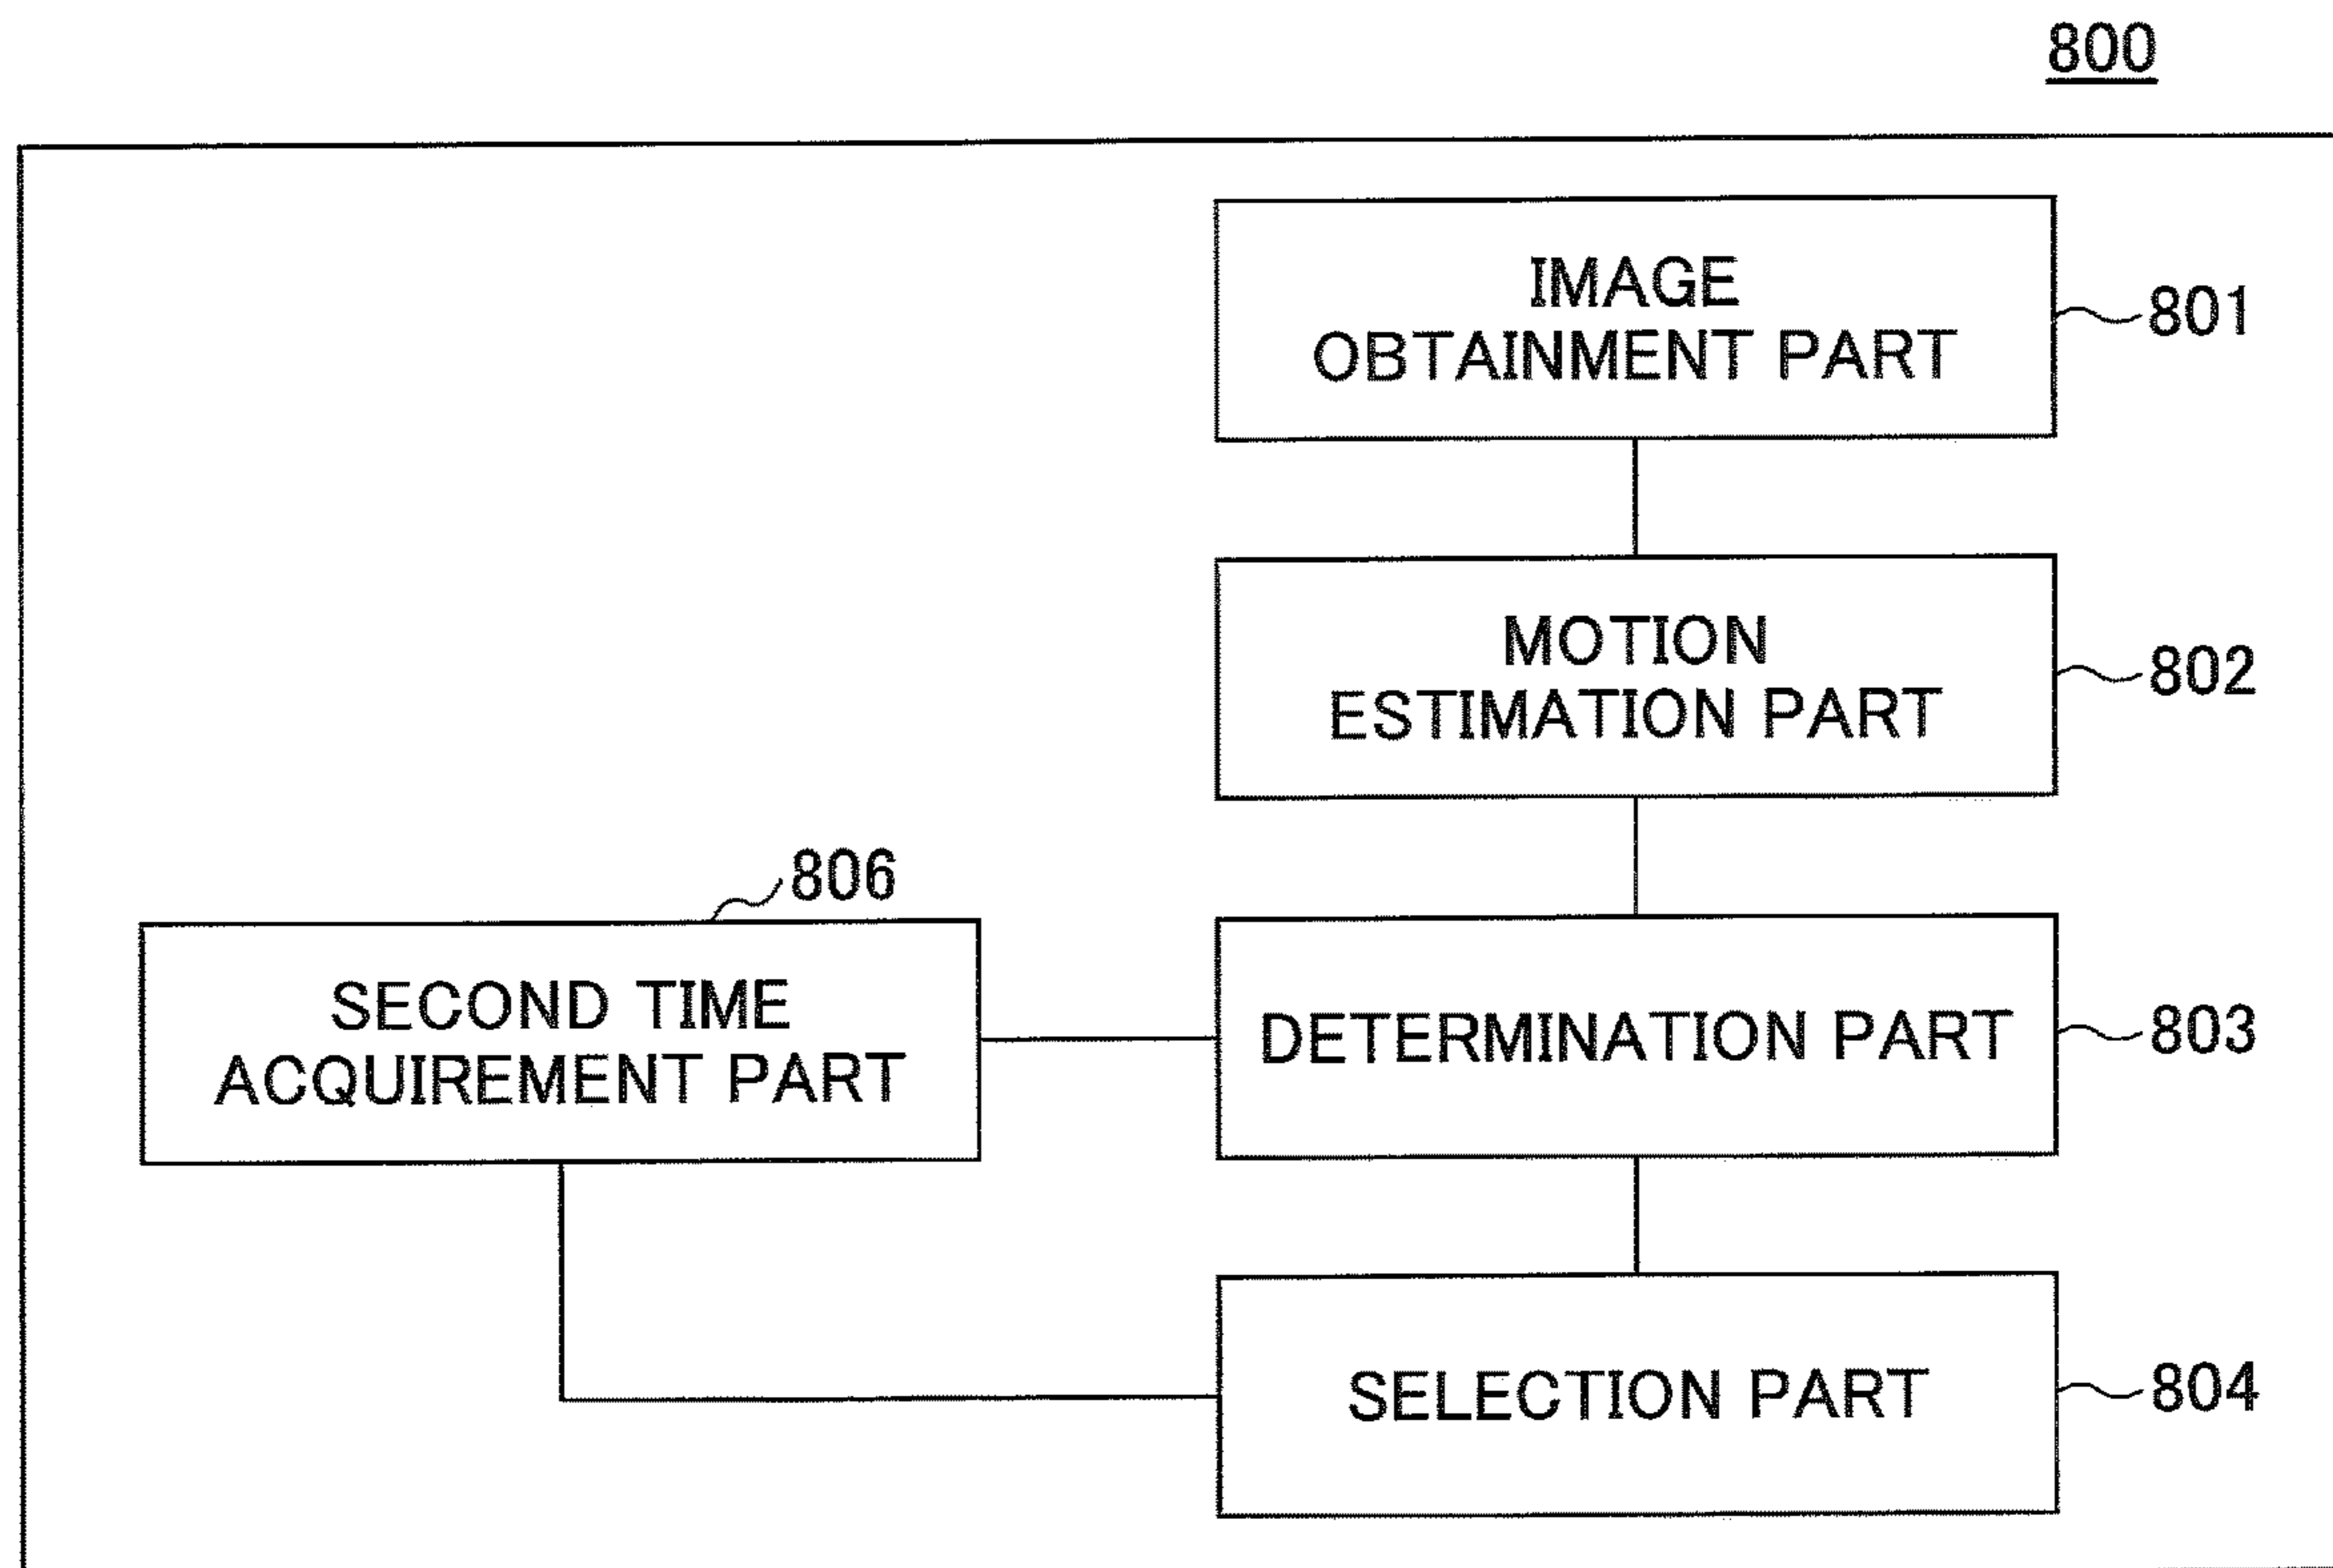 800
IMAGE
OBTAINMENT PART
801
MOTION
ESTIMATION PART
802
806
SECOND TIME
ACQUIREMENT PART
DETERMINATION PART
803
SELECTION PART
804